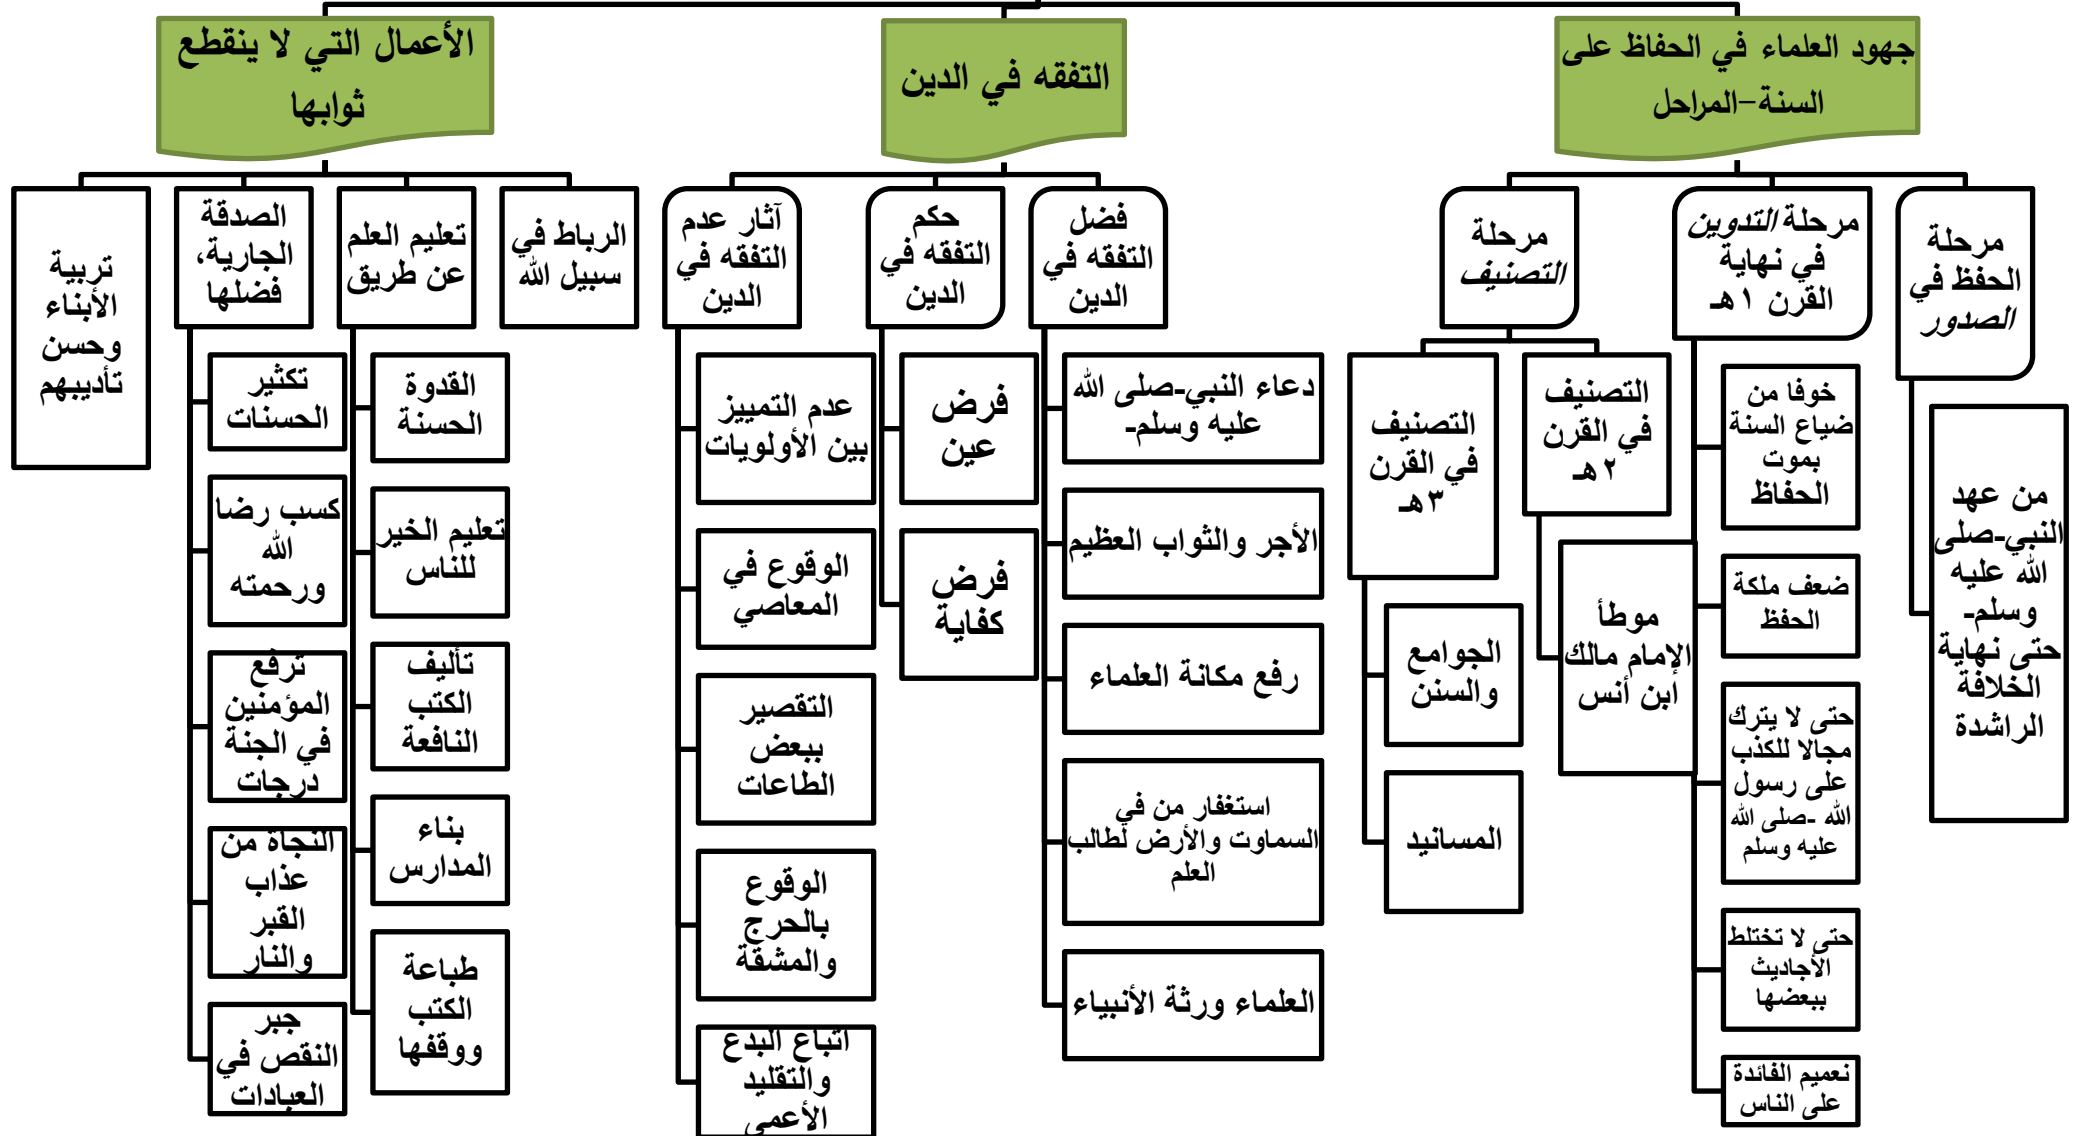 جهود العلماء في الحفاظ على
السنة-المراحل
مرحلة
الحفظ في
الصدور
من عهد
النبي-صلى
الله عليه
وسلم-
حتى نهاية
الخلافة
الراشدة
مرحلة التدوين
في نهاية
القرن ١هـ
خوفا من
ضياع السنة
بموت
الحفاظ
ضعف ملكة
الحفظ
حتى لا يترك
مجالا للكذب
على رسول
الله -صلى الله
عليه وسلم
حتى لا تختلط
الأجاديث
ببعضها
نعميم الفائدة
على الناس
مرحلة
التصنيف
التصنيف
في القرن
٢هـ
موطأ
الإمام مالك
ابن أنس
التصنيف
في القرن
٣هـ
الجوامع
والسنن
المسانيد
التفقه في الدين
فضل
التفقه في
الدين
دعاء النبي-صلى الله
عليه وسلم-
الأجر والثواب العظيم
رفع مكانة العلماء
استغفار من في
السماوت والأرض لطالب
العلم
العلماء ورثة الأنبياء
حكم
التفقه في
الدين
فرض
عين
فرض
كفاية
آثار عدم
التفقه في
الدين
عدم التمييز
بين الأولويات
الوقوع في
المعاصي
التقصير
ببعض
الطاعات
الوقوع
بالحرج
والمشقة
اتباع البدع
والتقليد
الأعمى
الأعمال التي لا ينقطع
ثوابها
الرباط في
سبيل الله
تعليم العلم
عن طريق
القدوة
الحسنة
تعليم الخير
للناس
تأليف
الكتب
النافعة
بناء
المدارس
طباعة
الكتب
ووقفها
الصدقة
الجارية،
فضلها
تكثير
الحسنات
كسب رضا
الله
ورحمته
ترفع
المؤمنين
في الجنة
درجات
النجاة من
عذاب
القبر
والنار
جبر
النقص في
العبادات
تربية
الأبناء
وحسن
تأديبهم